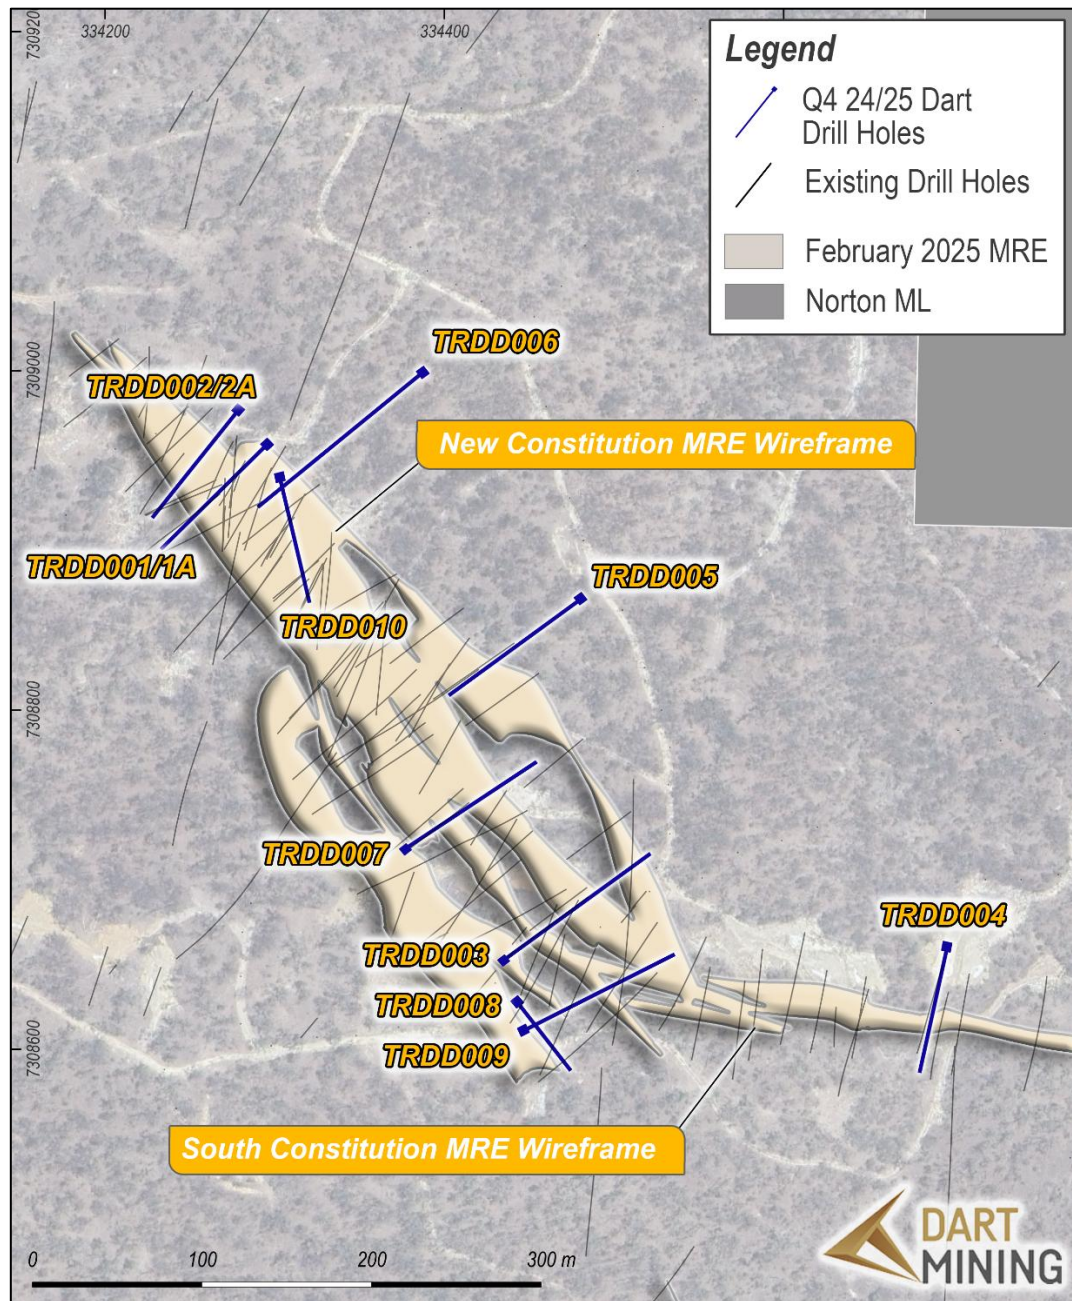 334200
334400
730920
Legend
Q4 24/25 Dart
Drill Holes
Existing Drill Holes
February 2025 MRE
Norton ML
TRDD006
7309000
TRDD002/2A
New Constitution MRE Wireframe
TRDD001/1A
TRDD005
TRDD010
7308800
TRDD007
TRDD004
TRDD003
TRDD008
7308600
TRDD009
South Constitution MRE Wireframe
0 100 200 300 m
DART
MINING